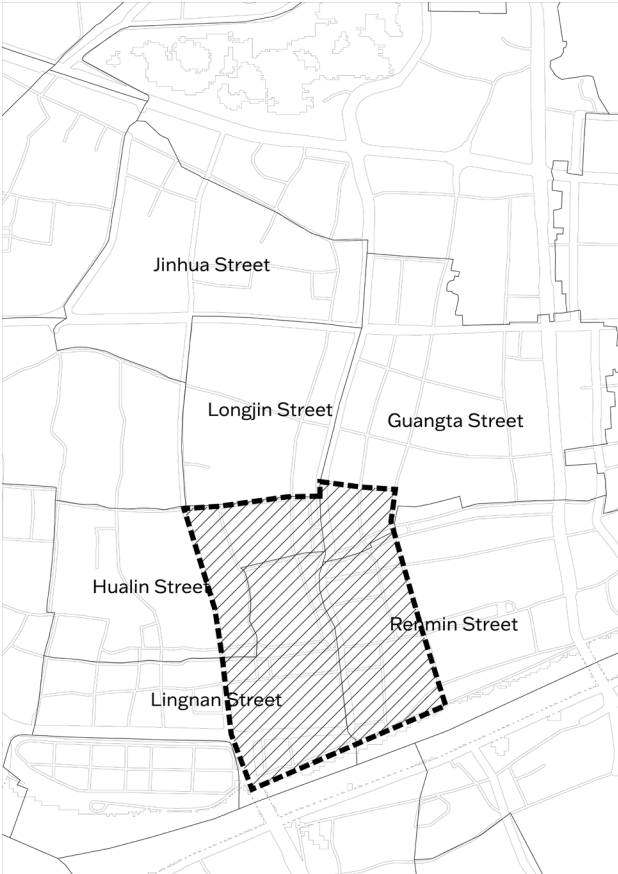 Jinhua Street
Longjin Street
Guangta Street
Hualin Street
Renmin Street
Lingnan Street